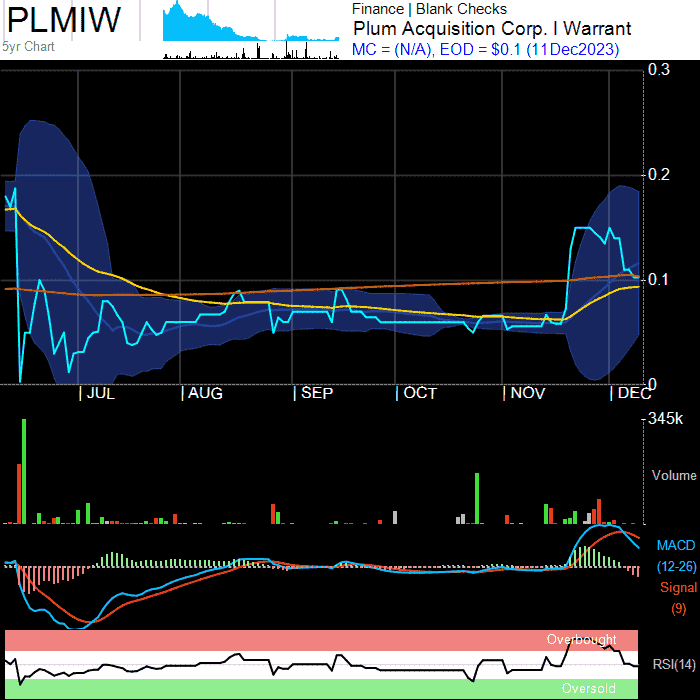 PLMIW
5yr Chart
Finance | Blank Checks
Plum Acquisition Corp. I Warrant
MC = (N/A), EOD = $0.1 (11Dec2023)
0.3
0.2
0.1
0
JUL AUG SEP OCT NOV DEC
345k
Volume
MACD
(12-26)
Signal
(9)
Overbought
RSI(14)
Oversold